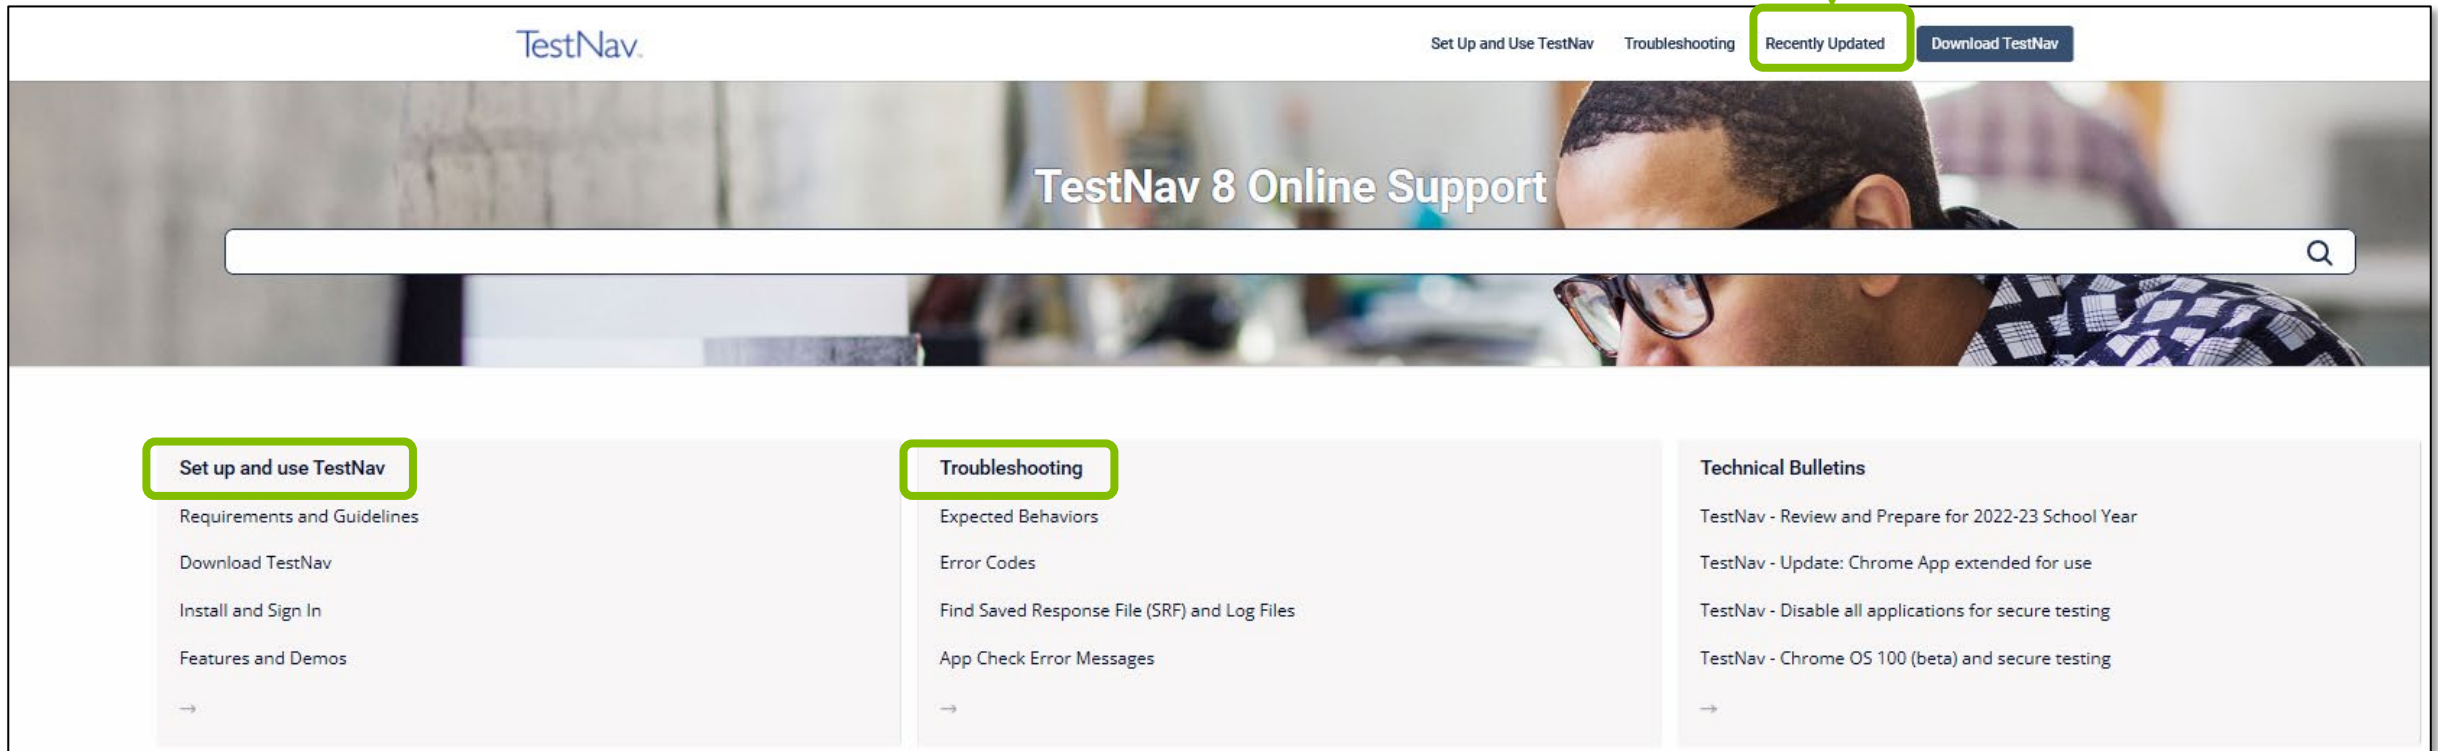 TestNav™
Set Up and Use TestNav
Troubleshooting
Recently Updated
Download TestNav
TestNav 8 Online Support
Set up and use TestNav
Requirements and Guidelines
Download TestNav
Install and Sign In
Features and Demos
→
Troubleshooting
Expected Behaviors
Error Codes
Find Saved Response File (SRF) and Log Files
App Check Error Messages
→
Technical Bulletins
TestNav - Review and Prepare for 2022-23 School Year
TestNav - Update: Chrome App extended for use
TestNav - Disable all applications for secure testing
TestNav - Chrome OS 100 (beta) and secure testing
→